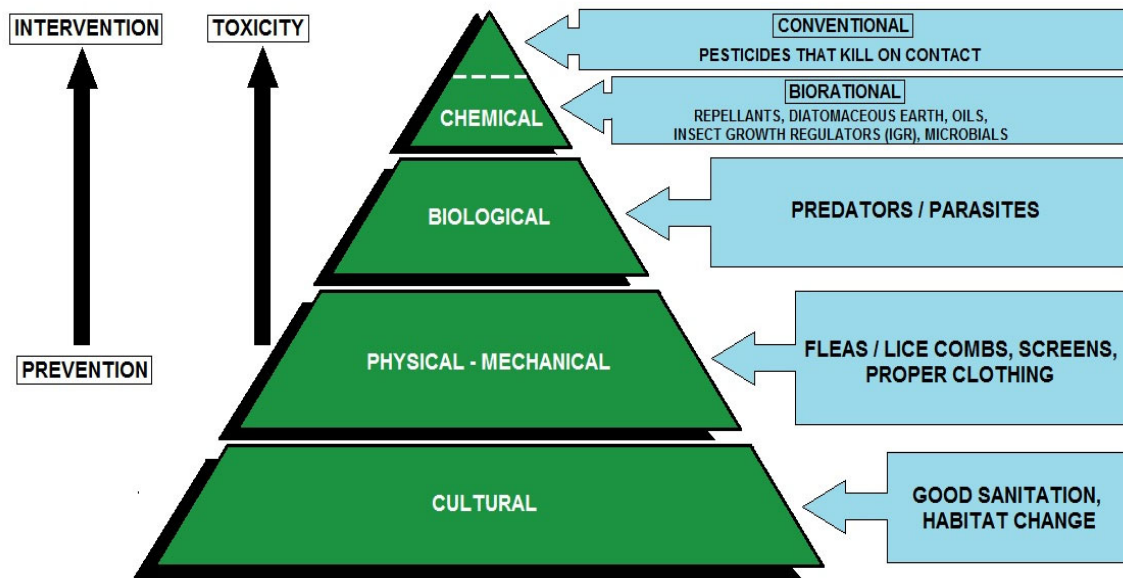 INTERVENTION
TOXICITY
PREVENTION
CONVENTIONAL
PESTICIDES THAT KILL ON CONTACT
BIORATIONAL
REPELLANTS, DIATOMACEOUS EARTH, OILS,
INSECT GROWTH REGULATORS (IGR), MICROBIALS
CHEMICAL
BIOLOGICAL
PREDATORS / PARASITES
PHYSICAL - MECHANICAL
FLEAS / LICE COMBS, SCREENS,
PROPER CLOTHING
CULTURAL
GOOD SANITATION,
HABITAT CHANGE